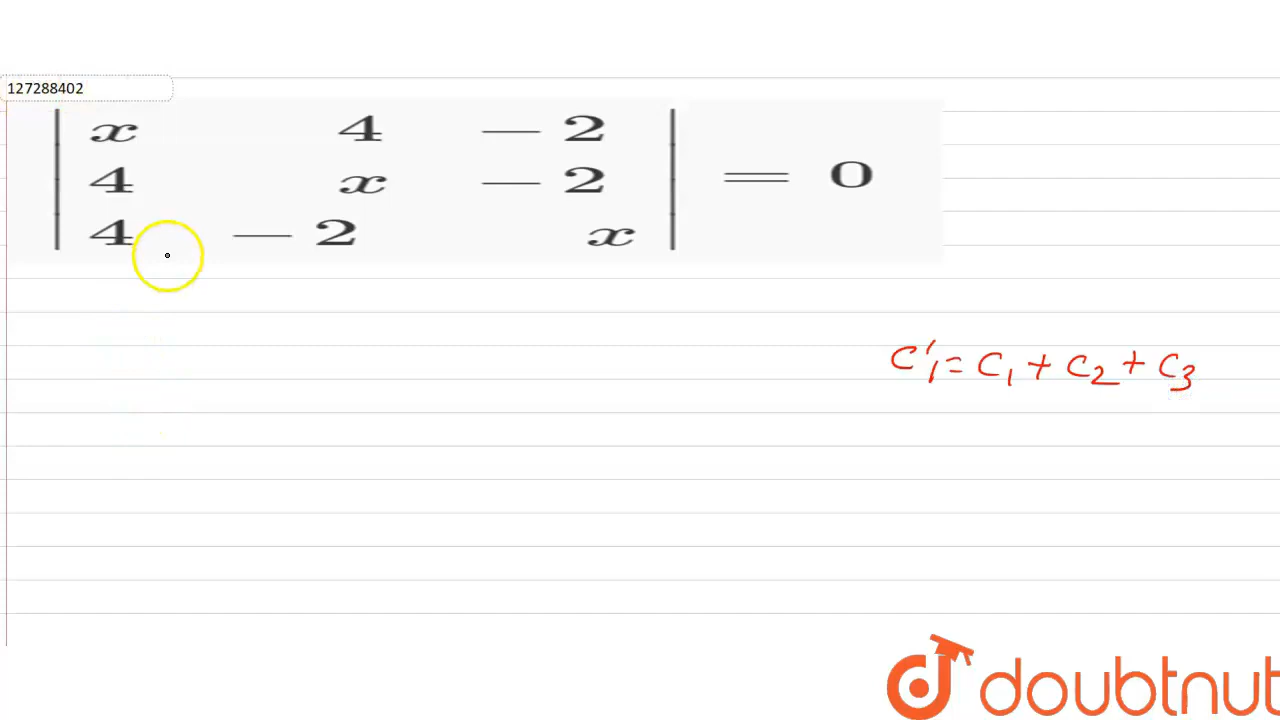 127288402
x 4 − 2
4 x − 2 = 0
4 − 2 x
C'₁ = C₁ + C₂ + C₃
doubtnut